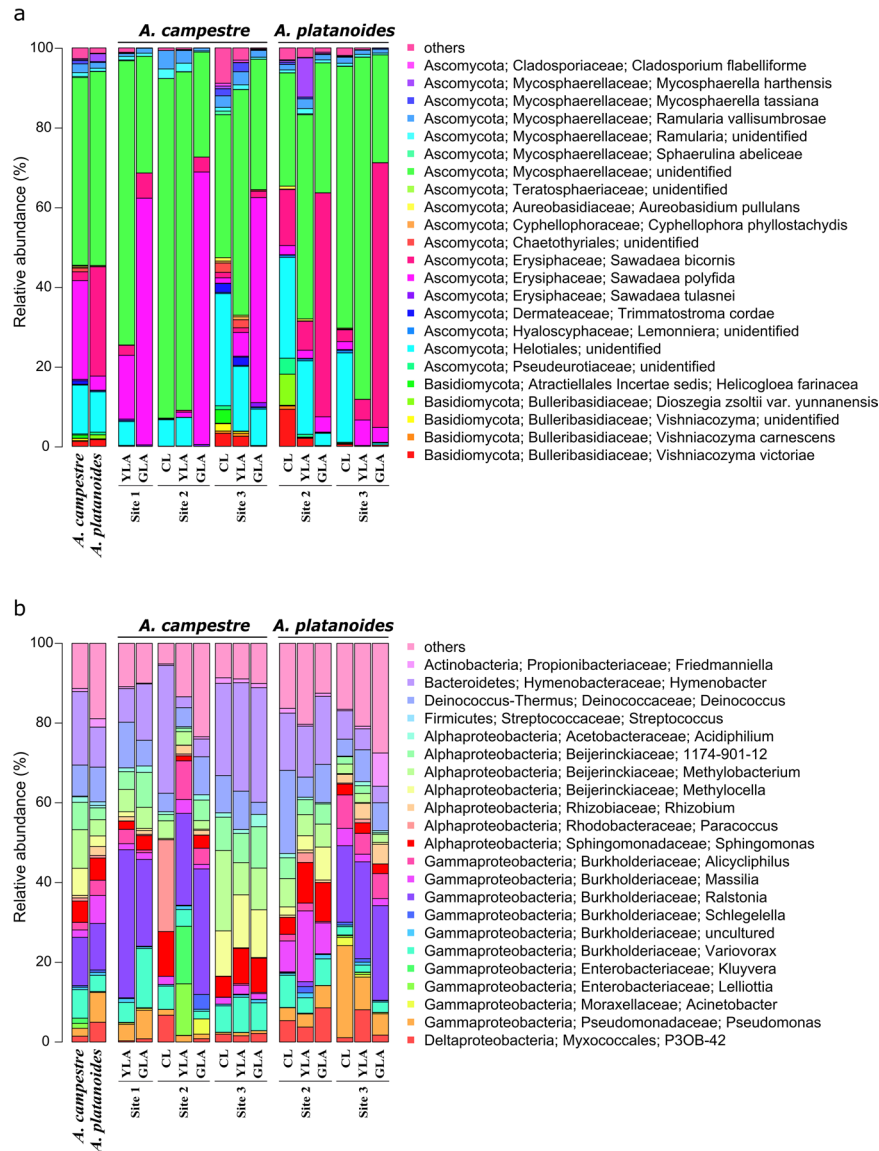 a
A. campestre
A. platanoides
Relative abundance (%)
100
80
60
40
20
0
others
Ascomycota; Cladosporiaceae; Cladosporium flabelliforme
Ascomycota; Mycosphaerellaceae; Mycosphaerella harthensis
Ascomycota; Mycosphaerellaceae; Mycosphaerella tassiana
Ascomycota; Mycosphaerellaceae; Ramularia vallisumbrosae
Ascomycota; Mycosphaerellaceae; Ramularia; unidentified
Ascomycota; Mycosphaerellaceae; Sphaerulina abeliceae
Ascomycota; Mycosphaerellaceae; unidentified
Ascomycota; Teratosphaeriaceae; unidentified
Ascomycota; Aureobasidiaceae; Aureobasidium pullulans
Ascomycota; Cyphellophoraceae; Cyphellophora phyllostachydis
Ascomycota; Chaetothyriales; unidentified
Ascomycota; Erysiphaceae; Sawadaea bicornis
Ascomycota; Erysiphaceae; Sawadaea polyfida
Ascomycota; Erysiphaceae; Sawadaea tulasnei
Ascomycota; Dermateaceae; Trimmatostroma cordae
Ascomycota; Hyaloscyphaceae; Lemonniera; unidentified
Ascomycota; Helotiales; unidentified
Ascomycota; Pseudeurotiaceae; unidentified
Basidiomycota; Atractiellales Incertae sedis; Helicogloea farinacea
Basidiomycota; Bulleribasidiaceae; Dioszegia zsoltii var. yunnanensis
Basidiomycota; Bulleribasidiaceae; Vishniacozyma; unidentified
Basidiomycota; Bulleribasidiaceae; Vishniacozyma carnescens
Basidiomycota; Bulleribasidiaceae; Vishniacozyma victoriae
A. campestre
A. platanoides
YLA
GLA
CL
YLA
GLA
CL
YLA
GLA
CL
YLA
GLA
CL
YLA
GLA
Site 1
Site 2
Site 3
Site 2
Site 3
b
A. campestre
A. platanoides
Relative abundance (%)
100
80
60
40
20
0
others
Actinobacteria; Propionibacteriaceae; Friedmanniella
Bacteroidetes; Hymenobacteraceae; Hymenobacter
Deinococcus-Thermus; Deinococcaceae; Deinococcus
Firmicutes; Streptococcaceae; Streptococcus
Alphaproteobacteria; Acetobacteraceae; Acidiphilium
Alphaproteobacteria; Beijerinckiaceae; 1174-901-12
Alphaproteobacteria; Beijerinckiaceae; Methylobacterium
Alphaproteobacteria; Beijerinckiaceae; Methylocella
Alphaproteobacteria; Rhizobiaceae; Rhizobium
Alphaproteobacteria; Rhodobacteraceae; Paracoccus
Alphaproteobacteria; Sphingomonadaceae; Sphingomonas
Gammaproteobacteria; Burkholderiaceae; Alicycliphilus
Gammaproteobacteria; Burkholderiaceae; Massilia
Gammaproteobacteria; Burkholderiaceae; Ralstonia
Gammaproteobacteria; Burkholderiaceae; Schlegelella
Gammaproteobacteria; Burkholderiaceae; uncultured
Gammaproteobacteria; Burkholderiaceae; Variovorax
Gammaproteobacteria; Enterobacteriaceae; Kluyvera
Gammaproteobacteria; Enterobacteriaceae; Lelliottia
Gammaproteobacteria; Moraxellaceae; Acinetobacter
Gammaproteobacteria; Pseudomonadaceae; Pseudomonas
Deltaproteobacteria; Myxococcales; P3OB-42
A. campestre
A. platanoides
YLA
GLA
CL
YLA
GLA
CL
YLA
GLA
CL
YLA
GLA
CL
YLA
GLA
Site 1
Site 2
Site 3
Site 2
Site 3